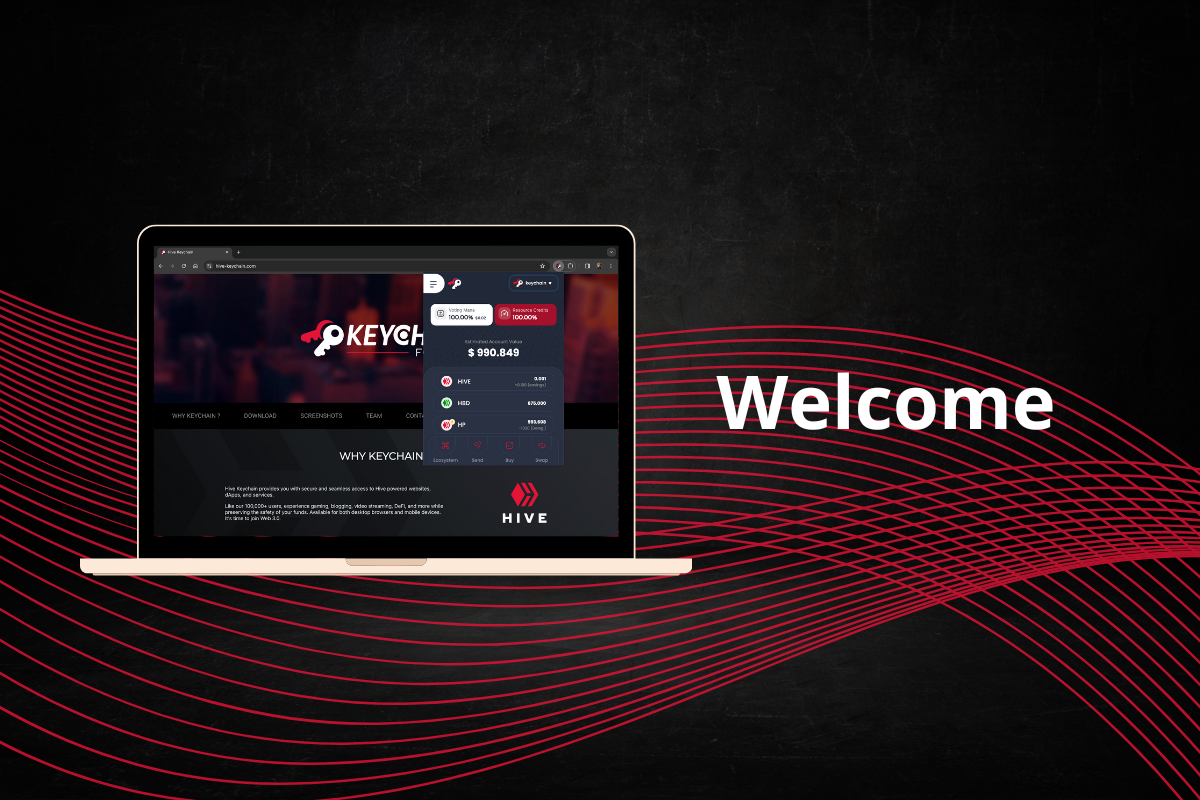 Hive Keychain
hive-keychain.com
keychain
Voting Mana
100.00% $0.02
Resource Credits
100.00%
KEYCH
F
Estimated Account Value
$ 990.849
HIVE 0.001
HBD 675.000
HP
WHY KEYCHAIN ? DOWNLOAD SCREENSHOTS TEAM CONTA
Ecosystem Send Buy Swap
WHY KEYCHAIN
Hive Keychain provides you with secure and seamless access to Hive-powered websites,
dApps, and services.
Like our 100,000+ users, experience gaming, blogging, video streaming, DeFi, and more while
preserving the safety of your funds. Available for both desktop browsers and mobile devices.
It's time to join Web 3.0.
HIVE
Welcome